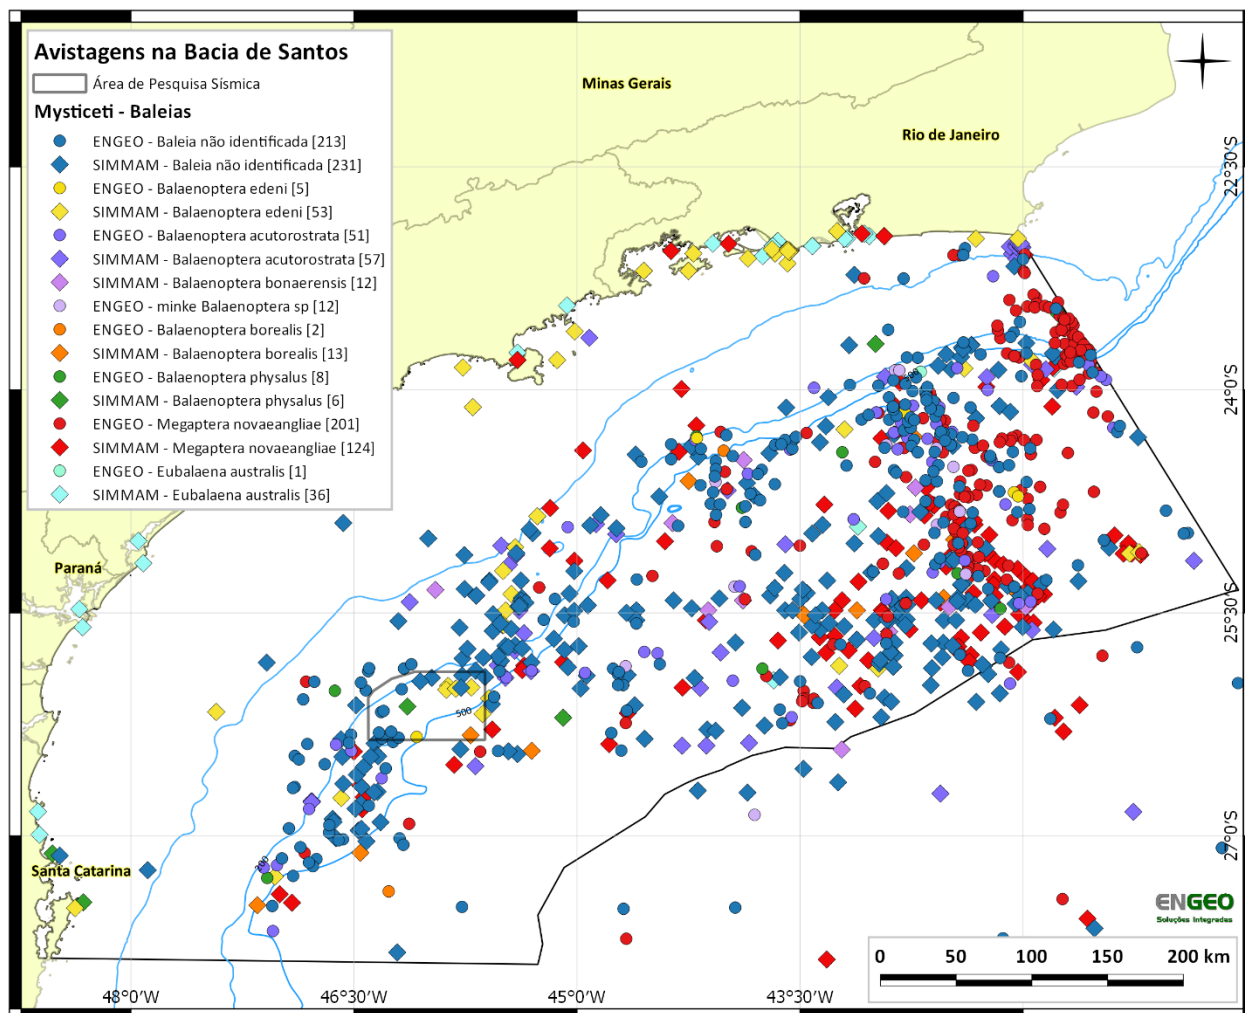 Avistagens na Bacia de Santos
Área de Pesquisa Sísmica
Mysticeti - Baleias
ENGEO - Baleia não identificada [213]
SIMMAM - Baleia não identificada [231]
ENGEO - Balaenoptera edeni [5]
SIMMAM - Balaenoptera edeni [53]
ENGEO - Balaenoptera acutorostrata [51]
SIMMAM - Balaenoptera acutorostrata [57]
SIMMAM - Balaenoptera bonaerensis [12]
ENGEO - minke Balaenoptera sp [12]
ENGEO - Balaenoptera borealis [2]
SIMMAM - Balaenoptera borealis [13]
ENGEO - Balaenoptera physalus [8]
SIMMAM - Balaenoptera physalus [6]
ENGEO - Megaptera novaeangliae [201]
SIMMAM - Megaptera novaeangliae [124]
ENGEO - Eubalaena australis [1]
SIMMAM - Eubalaena australis [36]
Minas Gerais
Rio de Janeiro
Paraná
Santa Catarina
500
22°30'S
24°0'S
25°30'S
27°0'S
ENGEO
Soluções Integradas
0 50 100 150 200 km
48°0'W 46°30'W 45°0'W 43°30'W